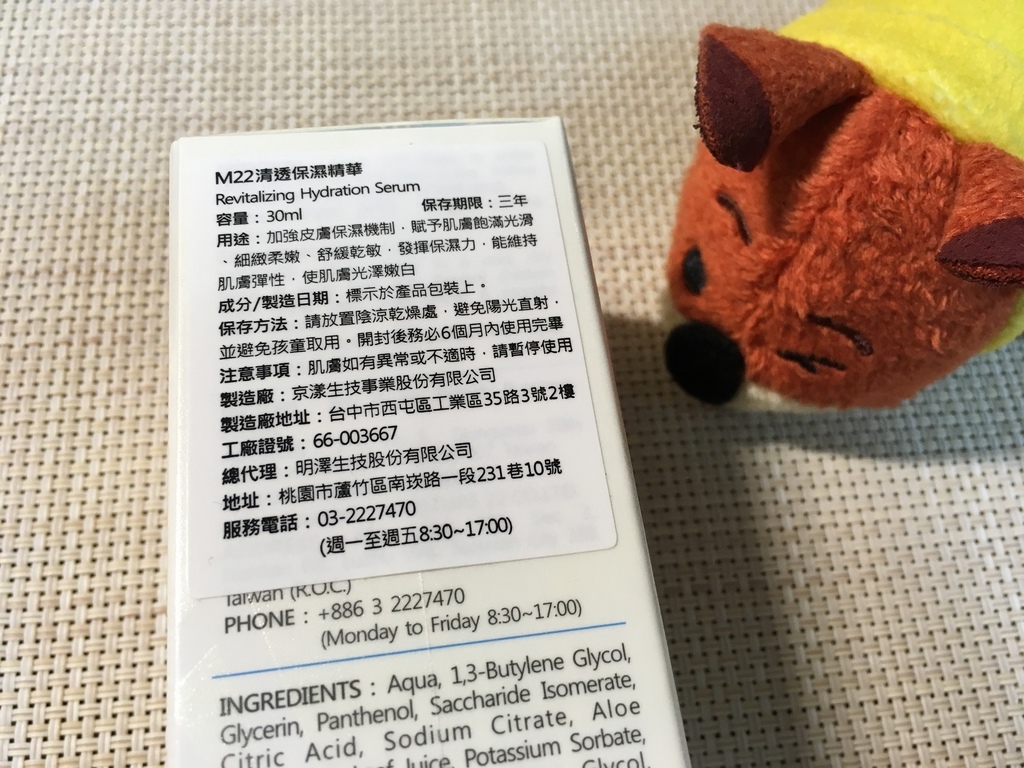 M22清透保濕精華
Revitalizing Hydration Serum
容量：30ml 保存期限：三年
用途：加強皮膚保濕機制，賦予肌膚飽滿光滑
、細緻柔嫩、舒緩乾敏，發揮保濕力，能維持
肌膚彈性，使肌膚光澤嫩白
成分/製造日期：標示於產品包裝上。
保存方法：請放置陰涼乾燥處，避免陽光直射，
並避免孩童取用。開封後務必6個月內使用完畢
注意事項：肌膚如有異常或不適時，請暫停使用
製造廠：京漾生技事業股份有限公司
製造廠地址：台中市西屯區工業區35路3號2樓
工廠證號：66-003667
總代理：明澤生技股份有限公司
地址：桃園市蘆竹區南崁路一段231巷10號
服務電話：03-2227470
(週一至週五8:30~17:00)
Taiwan (R.O.C.)
PHONE : +886 3 2227470
(Monday to Friday 8:30~17:00)
INGREDIENTS : Aqua, 1,3-Butylene Glycol,
Glycerin, Panthenol, Saccharide Isomerate,
Citric Acid, Sodium Citrate, Aloe
Juice, Potassium Sorbate,
Glycol,